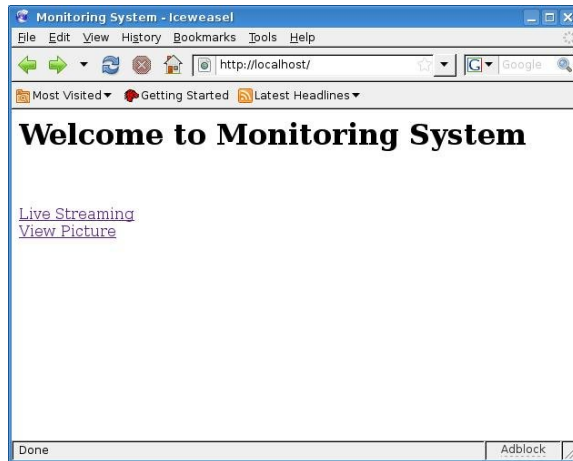 Monitoring System - Iceweasel
File Edit View History Bookmarks Tools Help
http://localhost/ G Google
Most Visited Getting Started Latest Headlines
Welcome to Monitoring System
Live Streaming
View Picture
Done Adblock